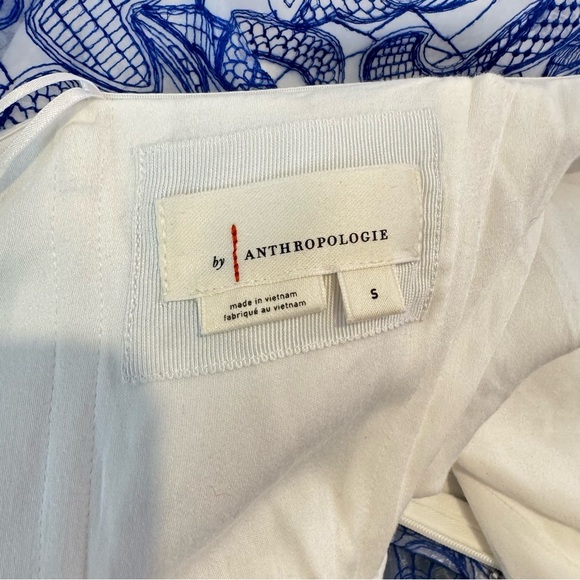 by ANTHROPOLOGIE
made in vietnam
fabriqué au vietnam
S